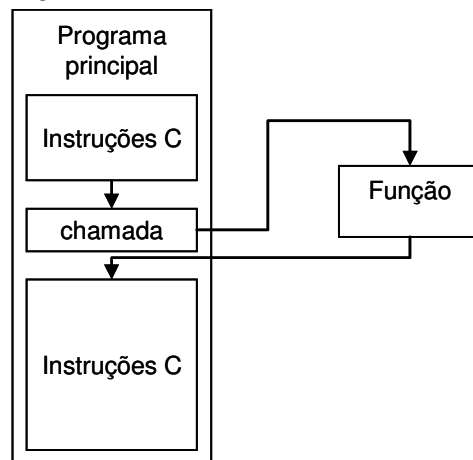 Programa
principal
Instruções C
chamada
Função
Instruções C